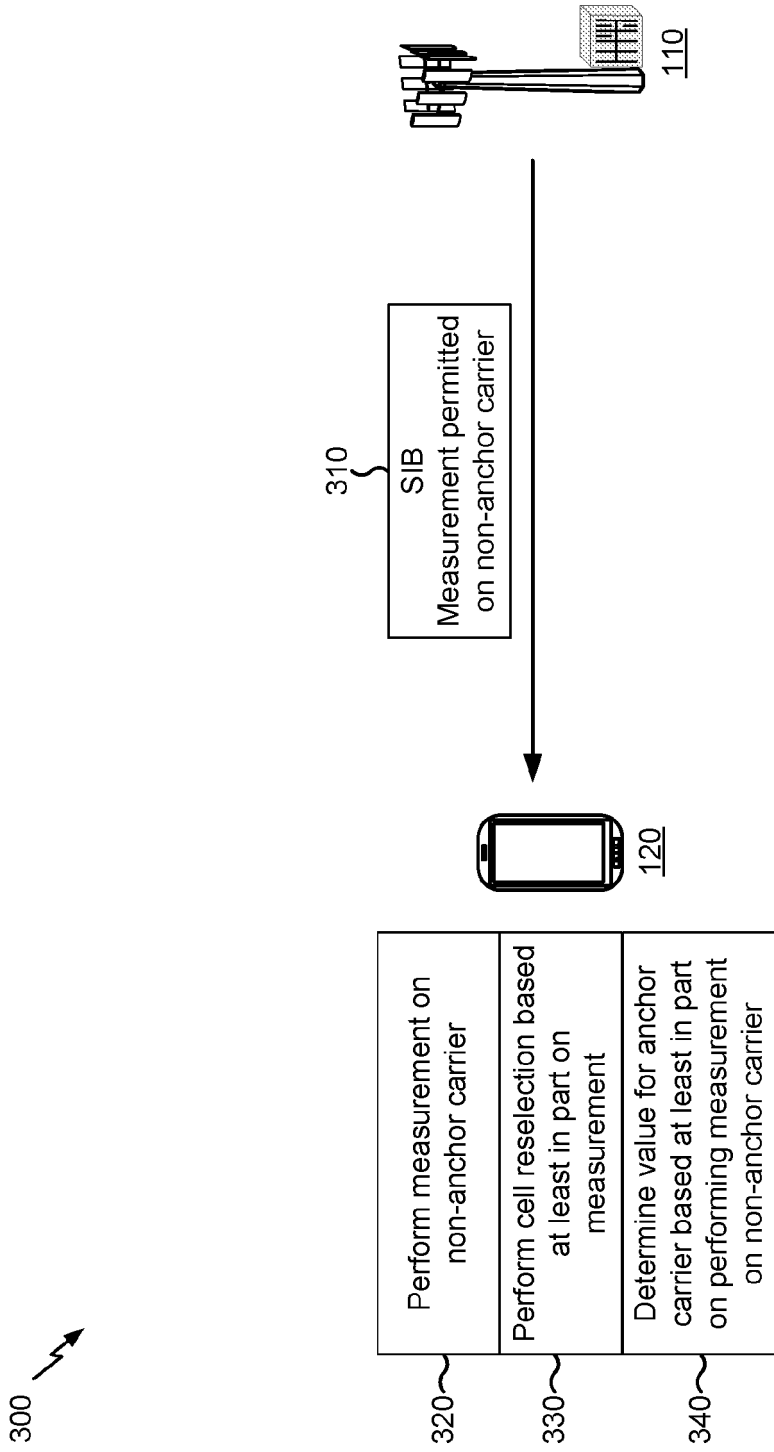 300
310
SIB
Measurement permitted
on non-anchor carrier
110
120
320
Perform measurement on
non-anchor carrier
330
Perform cell reselection based
at least in part on
measurement
340
Determine value for anchor
carrier based at least in part
on performing measurement
on non-anchor carrier